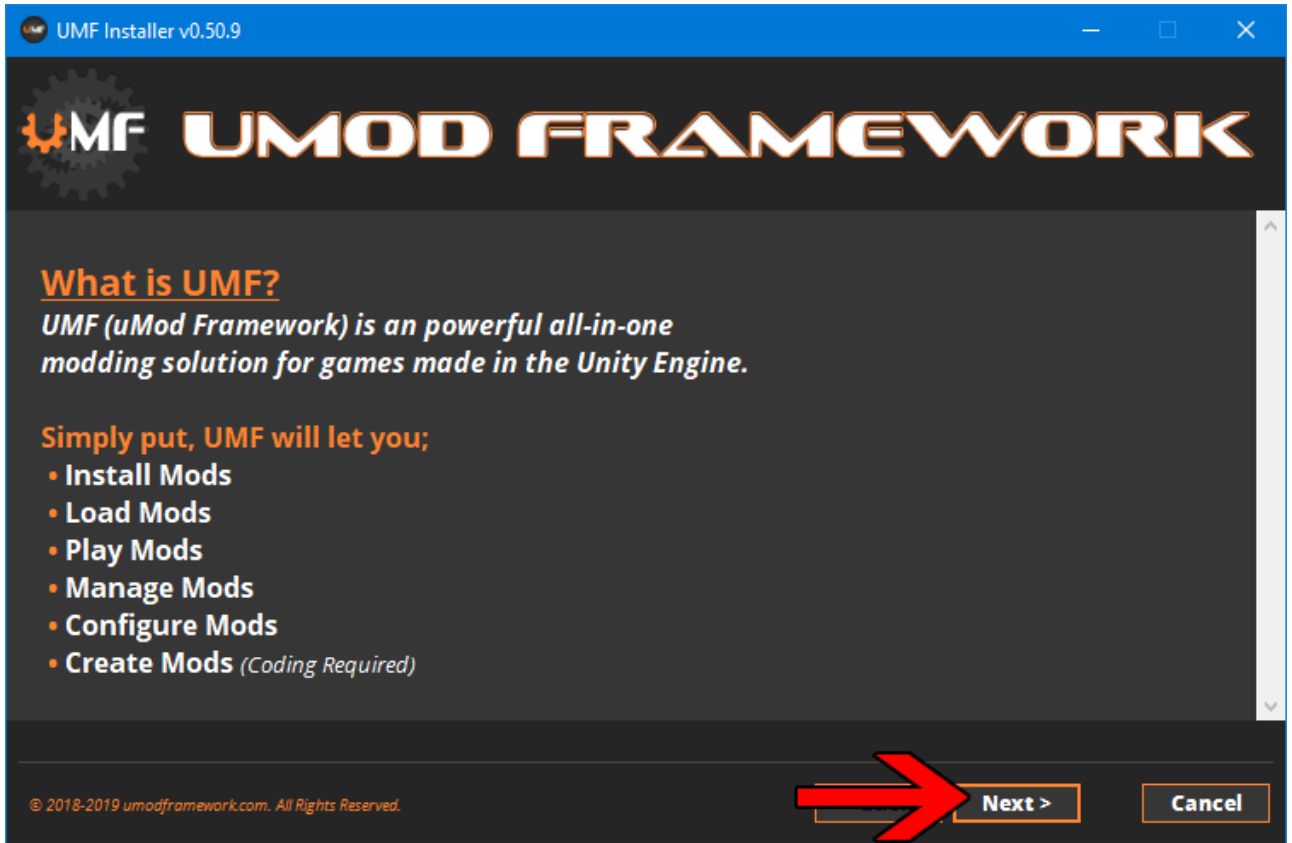 UMF Installer v0.50.9
UMF UMOD FRAMEWORK
What is UMF?
UMF (uMod Framework) is an powerful all-in-one
modding solution for games made in the Unity Engine.
Simply put, UMF will let you;
• Install Mods
• Load Mods
• Play Mods
• Manage Mods
• Configure Mods
• Create Mods (Coding Required)
© 2018-2019 umodframework.com. All Rights Reserved.
Next >
Cancel